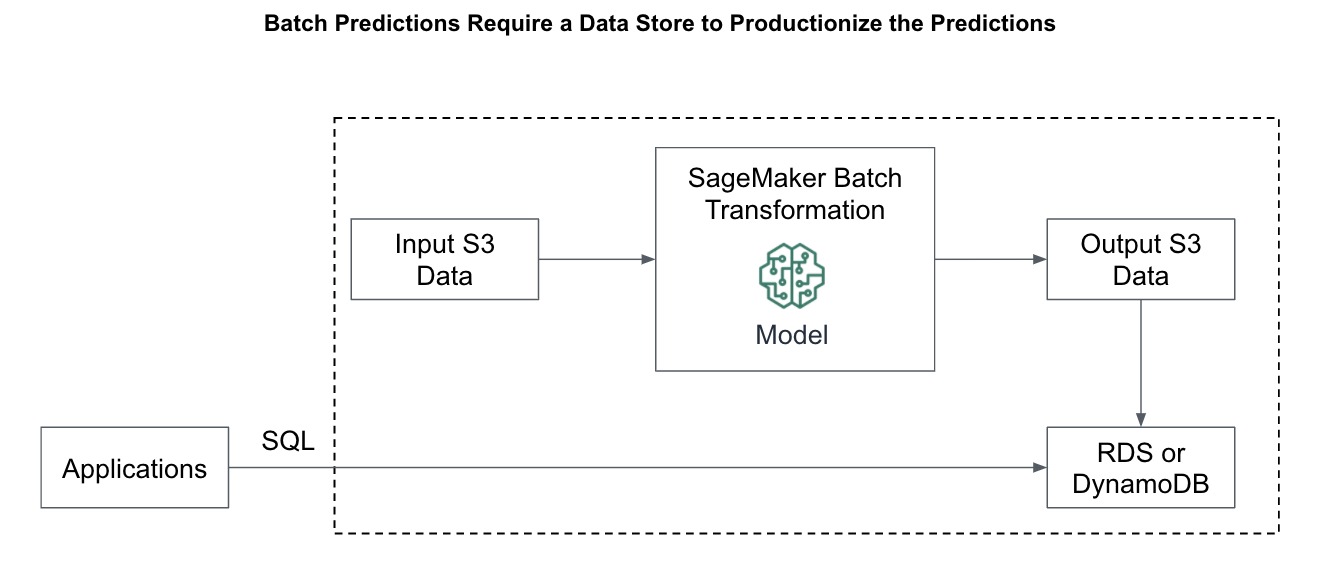 Batch Predictions Require a Data Store to Productionize the Predictions
SageMaker Batch
Transformation
Model
Input S3
Data
Output S3
Data
Applications
SQL
RDS or
DynamoDB